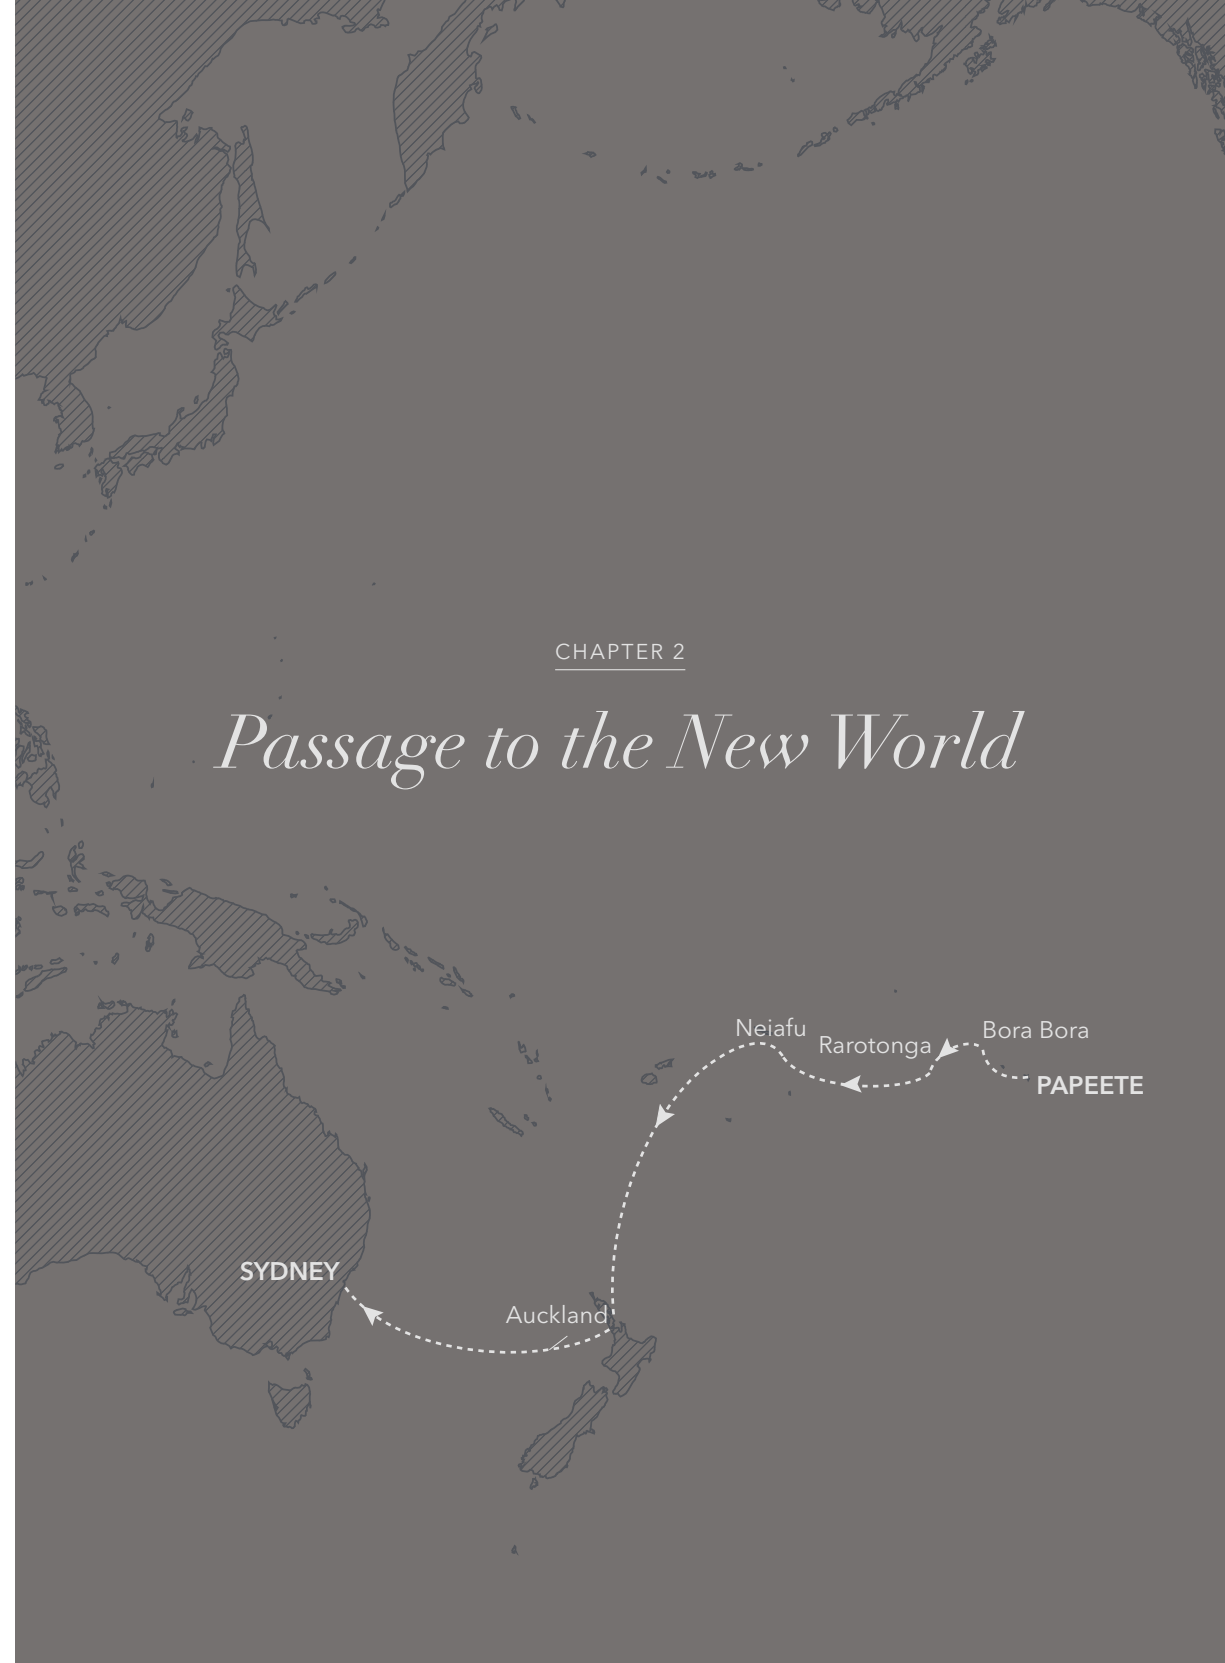 CHAPTER 2
Passage to the New World
Neiafu
Rarotonga
Bora Bora
PAPEETE
SYDNEY
Auckland